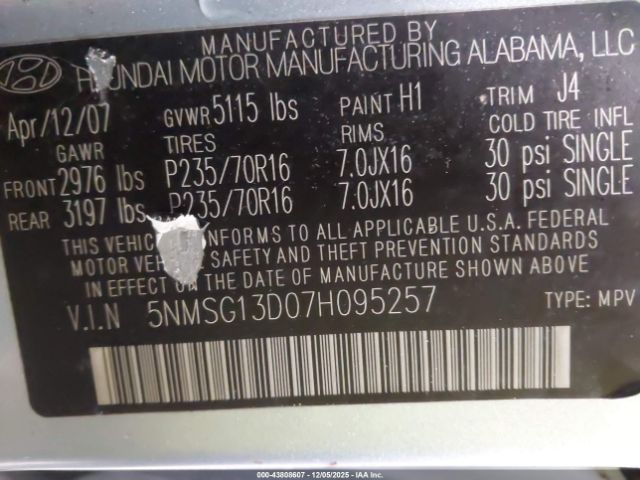 MANUFACTURED BY
HYUNDAI MOTOR MANUFACTURING ALABAMA, LLC
Apr/12/07 GVWR 5115 lbs PAINT H1 TRIM J4
GAWR TIRES RIMS COLD TIRE INFL
FRONT 2976 lbs P235/70R16 7.0JX16 30 psi SINGLE
REAR 3197 lbs P235/70R16 7.0JX16 30 psi SINGLE
THIS VEHIC NFORMS TO ALL APPLICABLE U.S.A. FEDERAL
MOTOR VEH SAFETY AND THEFT PREVENTION STANDARDS
IN EFFECT ON THE DATE OF MANUFACTURE SHOWN ABOVE
V.I.N 5NMSG13D07H095257 TYPE: MPV
000-43808607 - 12/05/2025 - IAA Inc.